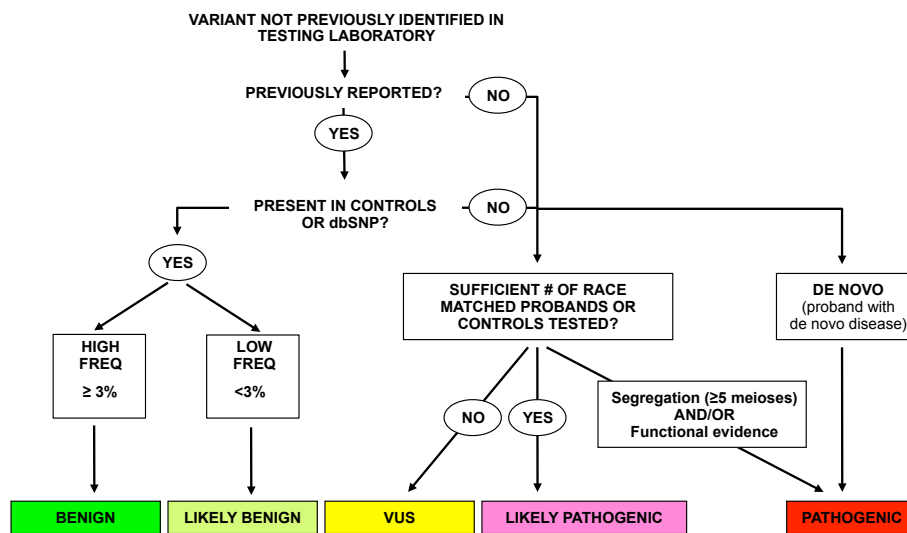 VARIANT NOT PREVIOUSLY IDENTIFIED IN
TESTING LABORATORY
PREVIOUSLY REPORTED?
NO
YES
PRESENT IN CONTROLS
OR dbSNP?
NO
YES
SUFFICIENT # OF RACE
MATCHED PROBANDS OR
CONTROLS TESTED?
DE NOVO
(proband with
de novo disease)
HIGH
FREQ
≥ 3%
LOW
FREQ
<3%
NO
YES
Segregation (≥5 meioses)
AND/OR
Functional evidence
BENIGN
LIKELY BENIGN
VUS
LIKELY PATHOGENIC
PATHOGENIC